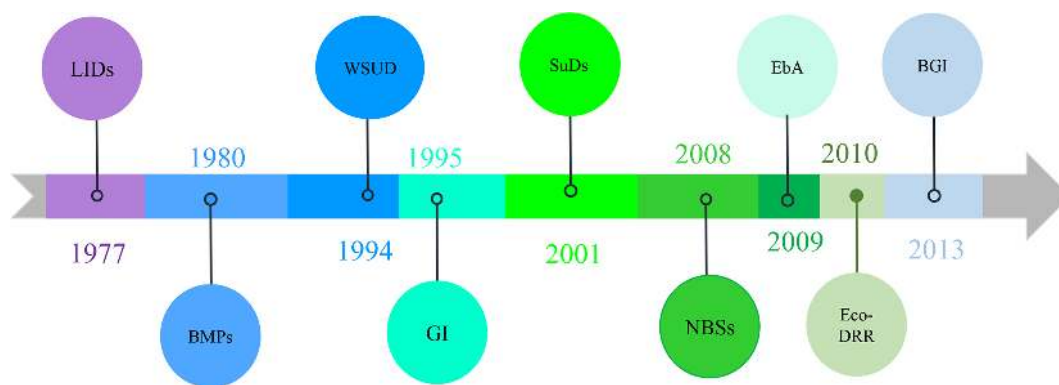 LIDs
WSUD
SuDs
EbA
BGI
1980
1995
2008
2010
1977
1994
2001
2009
2013
BMPs
GI
NBSs
Eco-
DRR